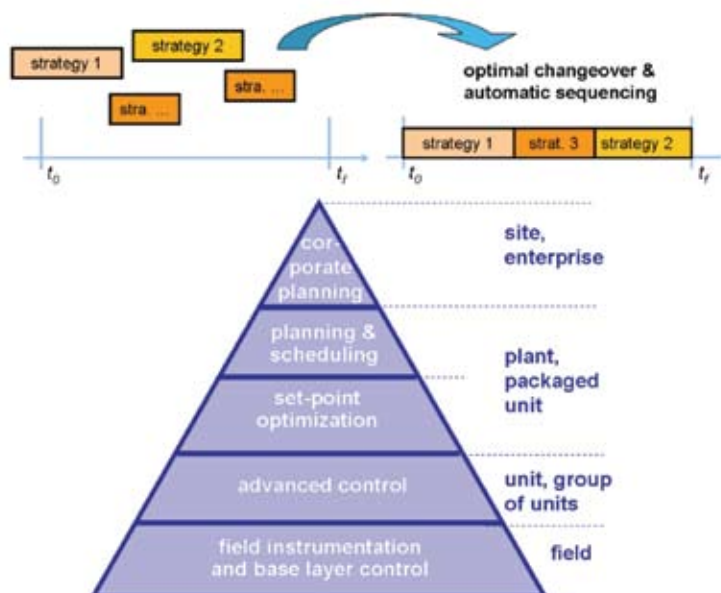 strategy 1
strategy 2
stra. ...
stra. ...
optimal changeover &
automatic sequencing
strategy 1
strat. 3
strategy 2
t₀
t_f
t₀
t_f
cor-
porate
planning
site,
enterprise
planning &
scheduling
plant,
packaged
unit
set-point
optimization
advanced control
unit, group
of units
field instrumentation
and base layer control
field